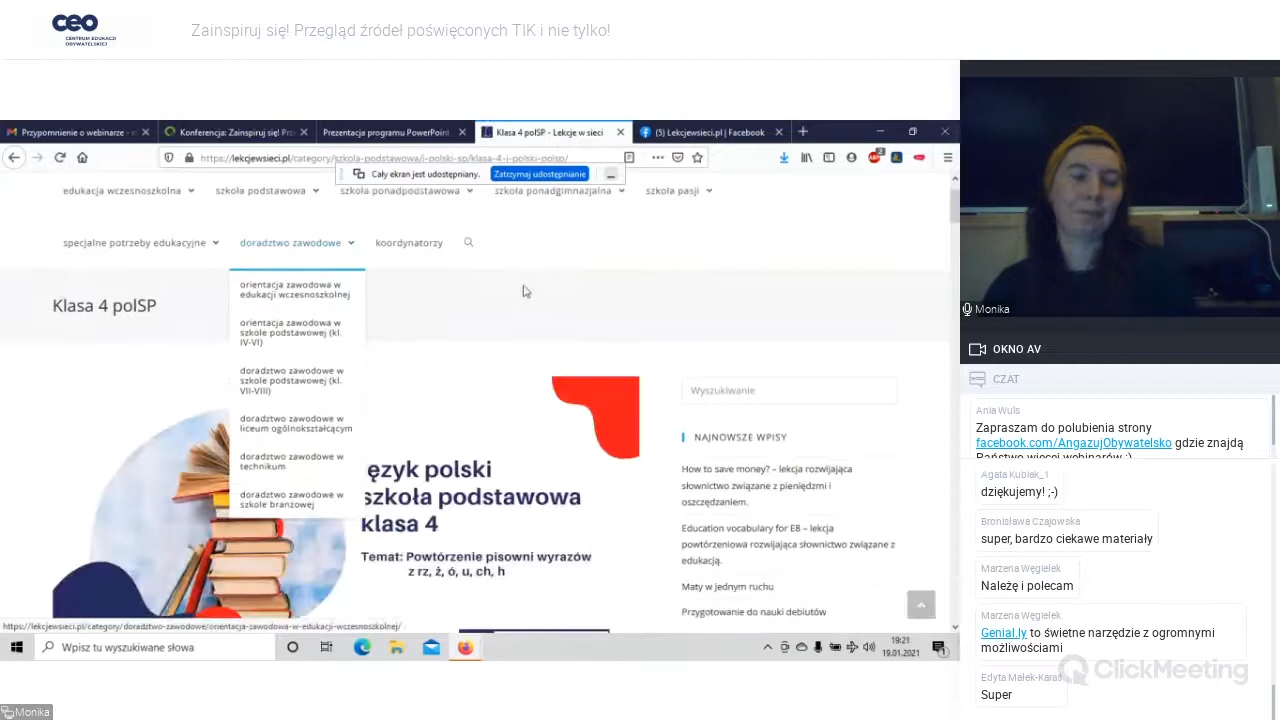 ceo
CENTRUM EDUKACJI
OBYWATELSKIEJ
Zainspiruj się! Przegląd źródeł poświęconych TIK i nie tylko!
Przypomnienie o webinarze -
Konferencja: Zainspiruj się! Prz
Prezentacja programu PowerPoint
Klasa 4 polSP - Lekcje w sieci
(5) Lekcjewsieci.pl | Facebook
https://lekcjewsieci.pl/category/szkola-podstawowa/i-polski-sp/klasa-4-i-polski-polsp/
Cały ekran jest udostępniany.
Zatrzymaj udostępnianie
edukacja wczesnoszkolna
szkoła podstawowa
szkoła ponadpodstawowa
szkoła ponadgimnazjalna
szkoła pasji
specjalne potrzeby edukacyjne
doradztwo zawodowe
koordynatorzy
orientacja zawodowa w
edukacji wczesnoszkolnej
orientacja zawodowa w
szkole podstawowej (kl.
IV-VI)
doradztwo zawodowe w
szkole podstawowej (kl.
VII-VIII)
doradztwo zawodowe w
liceum ogólnokształcącym
doradztwo zawodowe w
technikum
doradztwo zawodowe w
szkole branżowej
Klasa 4 polSP
ęzyk polski
szkoła podstawowa
klasa 4
Temat: Powtórzenie pisowni wyrazów
z rz, ż, ó, u, ch, h
Wyszukiwanie
NAJNOWSZE WPISY
How to save money? – lekcja rozwijająca
słownictwo związane z pieniędzmi i
oszczędzaniem.
Education vocabulary for E8 – lekcja
powtórzeniowa rozwijająca słownictwo związane z
edukacją.
Maty w jednym ruchu
Przygotowanie do nauki debiutów
https://lekcjewsieci.pl/category/doradztwo-zawodowe/orientacja-zawodowa-w-edukacji-wczesnoszkolnej/
Wpisz tu wyszukiwane słowa
19:21
19.01.2021
Monika
Monika
OKNO AV
CZAT
Ania Wuls
Zapraszam do polubienia strony
facebook.com/AngazujObywatelsko gdzie znajdą
Państwo więcej webinarów :)
Agata Kubiak_1
dziękujemy! ;-)
Bronisława Czajowska
super, bardzo ciekawe materiały
Marzena Węgiełek
Należę i polecam
Marzena Węgiełek
Genial.ly to świetne narzędzie z ogromnymi
możliwościami
Edyta Małek-Karaś
Super
ClickMeeting